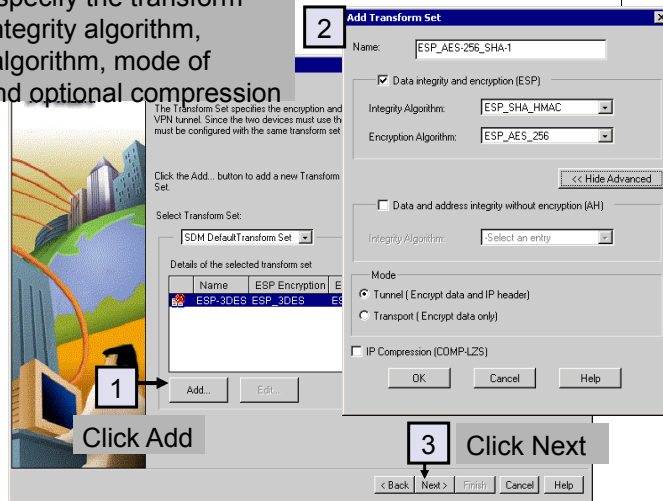 specify the transform
ntegrity algorithm,
algorithm, mode of
nd optional compression
2
Add Transform Set
Name: ESP_AES-256_SHA-1
Data integrity and encryption (ESP)
Integrity Algorithm: ESP_SHA_HMAC
Encryption Algorithm: ESP_AES_256
<< Hide Advanced
Data and address integrity without encryption (AH)
Integrity Algorithm: -Select an entry
Mode
Tunnel ( Encrypt data and IP header)
Transport ( Encrypt data only)
IP Compression (COMP-LZS)
OK Cancel Help
The Transform Set specifies the encryption and
VPN tunnel. Since the two devices must use th
must be configured with the same transform set
Click the Add... button to add a new Transform
Set.
Select Transform Set:
SDM DefaultTransform Set
Details of the selected transform set
Name ESP Encryption E
ESP-3DES ESP_3DES ES
1
Add... Edit...
Click Add
3 Click Next
< Back Next > Finish Cancel Help